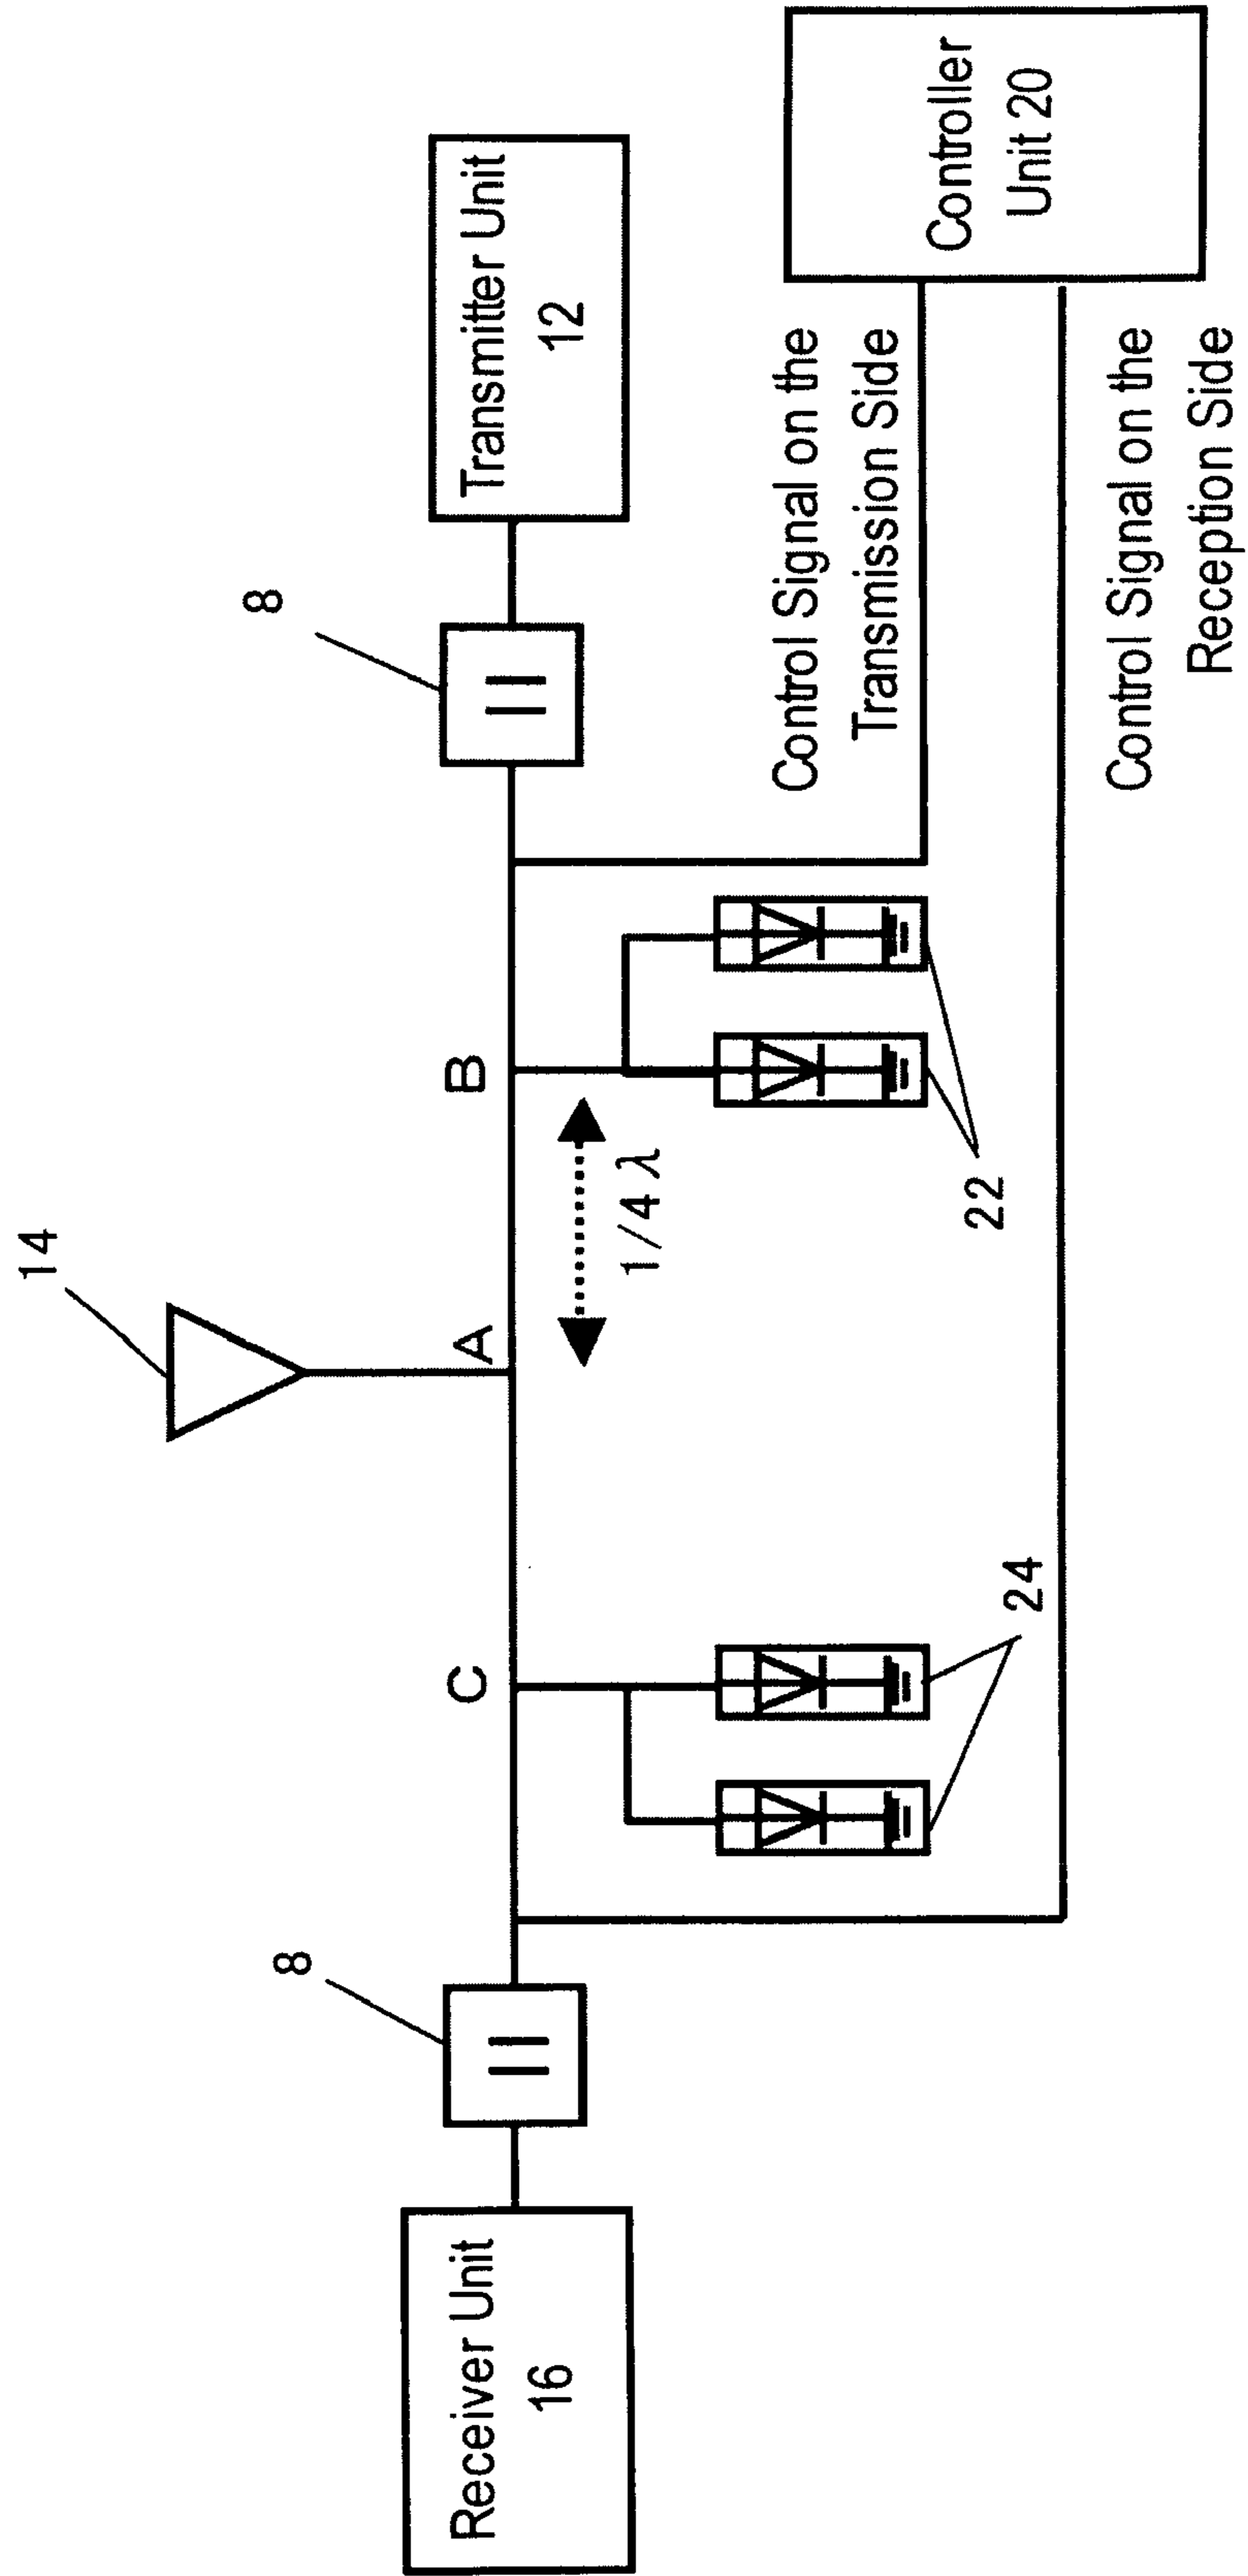 14
8
8
A
B
C
Receiver Unit
16
Transmitter Unit
12
1/4 λ
22
24
Control Signal on the
Transmission Side
Controller
Unit 20
Control Signal on the
Reception Side